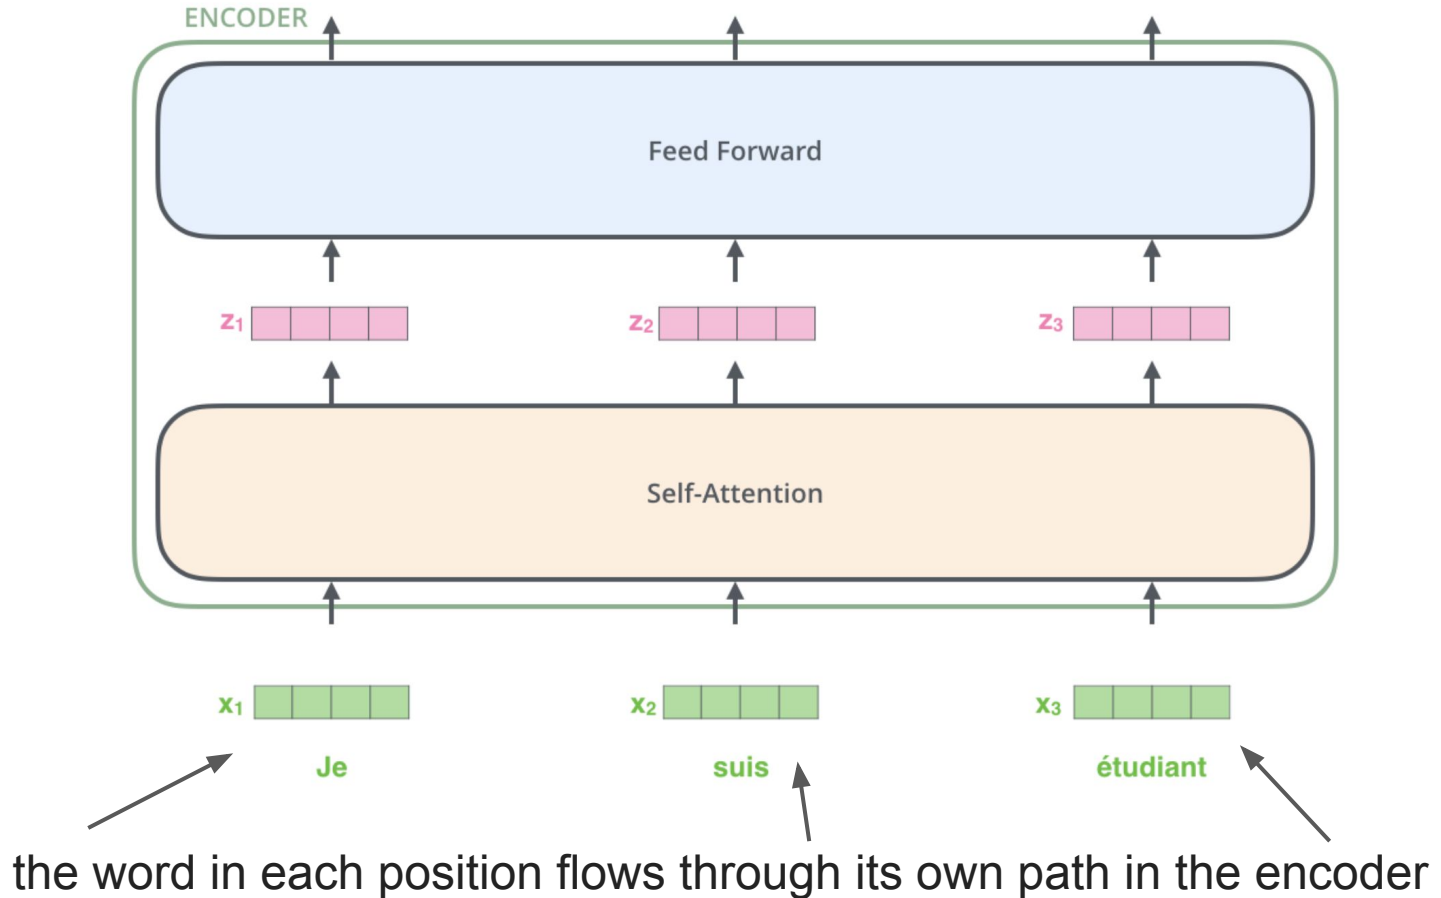 ENCODER
Feed Forward
z1
z2
z3
Self-Attention
x1
x2
x3
Je
suis
étudiant
the word in each position flows through its own path in the encoder